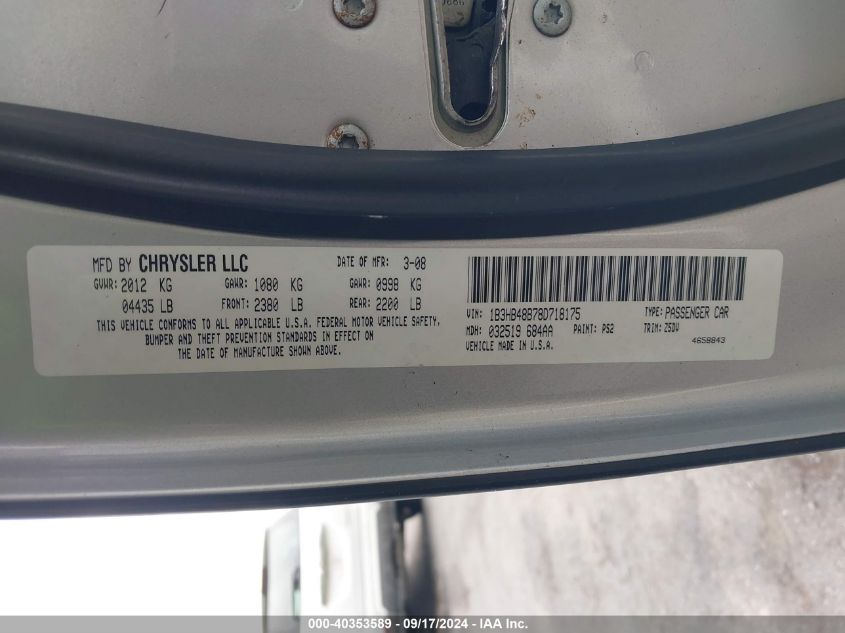 MFD BY CHRYSLER LLC DATE OF MFR: 3-08
GVWR: 2012 KG GAWR: 1080 KG GAWR: 0998 KG
04435 LB FRONT: 2380 LB REAR: 2200 LB
THIS VEHICLE CONFORMS TO ALL APPLICABLE U.S.A. FEDERAL MOTOR VEHICLE SAFETY,
BUMPER AND THEFT PREVENTION STANDARDS IN EFFECT ON
THE DATE OF MANUFACTURE SHOWN ABOVE.
VIN: 1B3HB48B78D718175 TYPE: PASSENGER CAR
MDH: 032519 684AA PAINT: PS2 TRIM: Z5DV
VEHICLE MADE IN U.S.A. 4658843
000-40353589 - 09/17/2024 - IAA Inc.